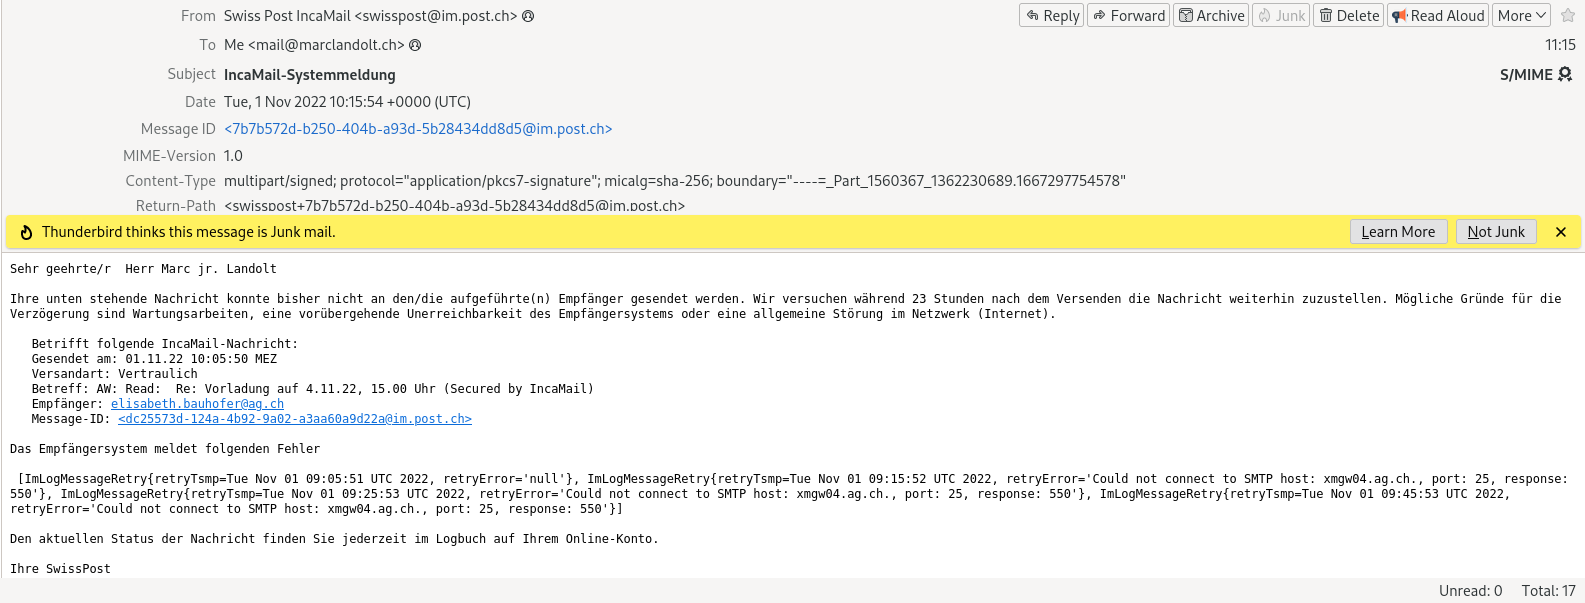 From Swiss Post IncaMail <swisspost@im.post.ch> Reply Forward Archive Junk Delete Read Aloud More
To Me <mail@marclandolt.ch> 11:15
Subject IncaMail-Systemmeldung S/MIME
Date Tue, 1 Nov 2022 10:15:54 +0000 (UTC)
Message ID <7b7b572d-b250-404b-a93d-5b28434dd8d5@im.post.ch>
MIME-Version 1.0
Content-Type multipart/signed; protocol="application/pkcs7-signature"; micalg=sha-256; boundary="----=_Part_1560367_1362230689.1667297754578"
Return-Path <swisspost+7b7b572d-b250-404b-a93d-5b28434dd8d5@im.post.ch>
Thunderbird thinks this message is Junk mail. Learn More Not Junk
Sehr geehrte/r  Herr Marc jr. Landolt
Ihre unten stehende Nachricht konnte bisher nicht an den/die aufgeführte(n) Empfänger gesendet werden. Wir versuchen während 23 Stunden nach dem Versenden die Nachricht weiterhin zuzustellen. Mögliche Gründe für die
Verzögerung sind Wartungsarbeiten, eine vorübergehende Unerreichbarkeit des Empfängersystems oder eine allgemeine Störung im Netzwerk (Internet).
Betrifft folgende IncaMail-Nachricht:
Gesendet am: 01.11.22 10:05:50 MEZ
Versandart: Vertraulich
Betreff: AW: Read:  Re: Vorladung auf 4.11.22, 15.00 Uhr (Secured by IncaMail)
Empfänger: elisabeth.bauhofer@ag.ch
Message-ID: <dc25573d-124a-4b92-9a02-a3aa60a9d22a@im.post.ch>
Das Empfängersystem meldet folgenden Fehler
[ImLogMessageRetry{retryTsmp=Tue Nov 01 09:05:51 UTC 2022, retryError='null'}, ImLogMessageRetry{retryTsmp=Tue Nov 01 09:15:52 UTC 2022, retryError='Could not connect to SMTP host: xmgw04.ag.ch., port: 25, response:
550'}, ImLogMessageRetry{retryTsmp=Tue Nov 01 09:25:53 UTC 2022, retryError='Could not connect to SMTP host: xmgw04.ag.ch., port: 25, response: 550'}, ImLogMessageRetry{retryTsmp=Tue Nov 01 09:45:53 UTC 2022,
retryError='Could not connect to SMTP host: xmgw04.ag.ch., port: 25, response: 550'}]
Den aktuellen Status der Nachricht finden Sie jederzeit im Logbuch auf Ihrem Online-Konto.
Ihre SwissPost
Unread: 0 Total: 17